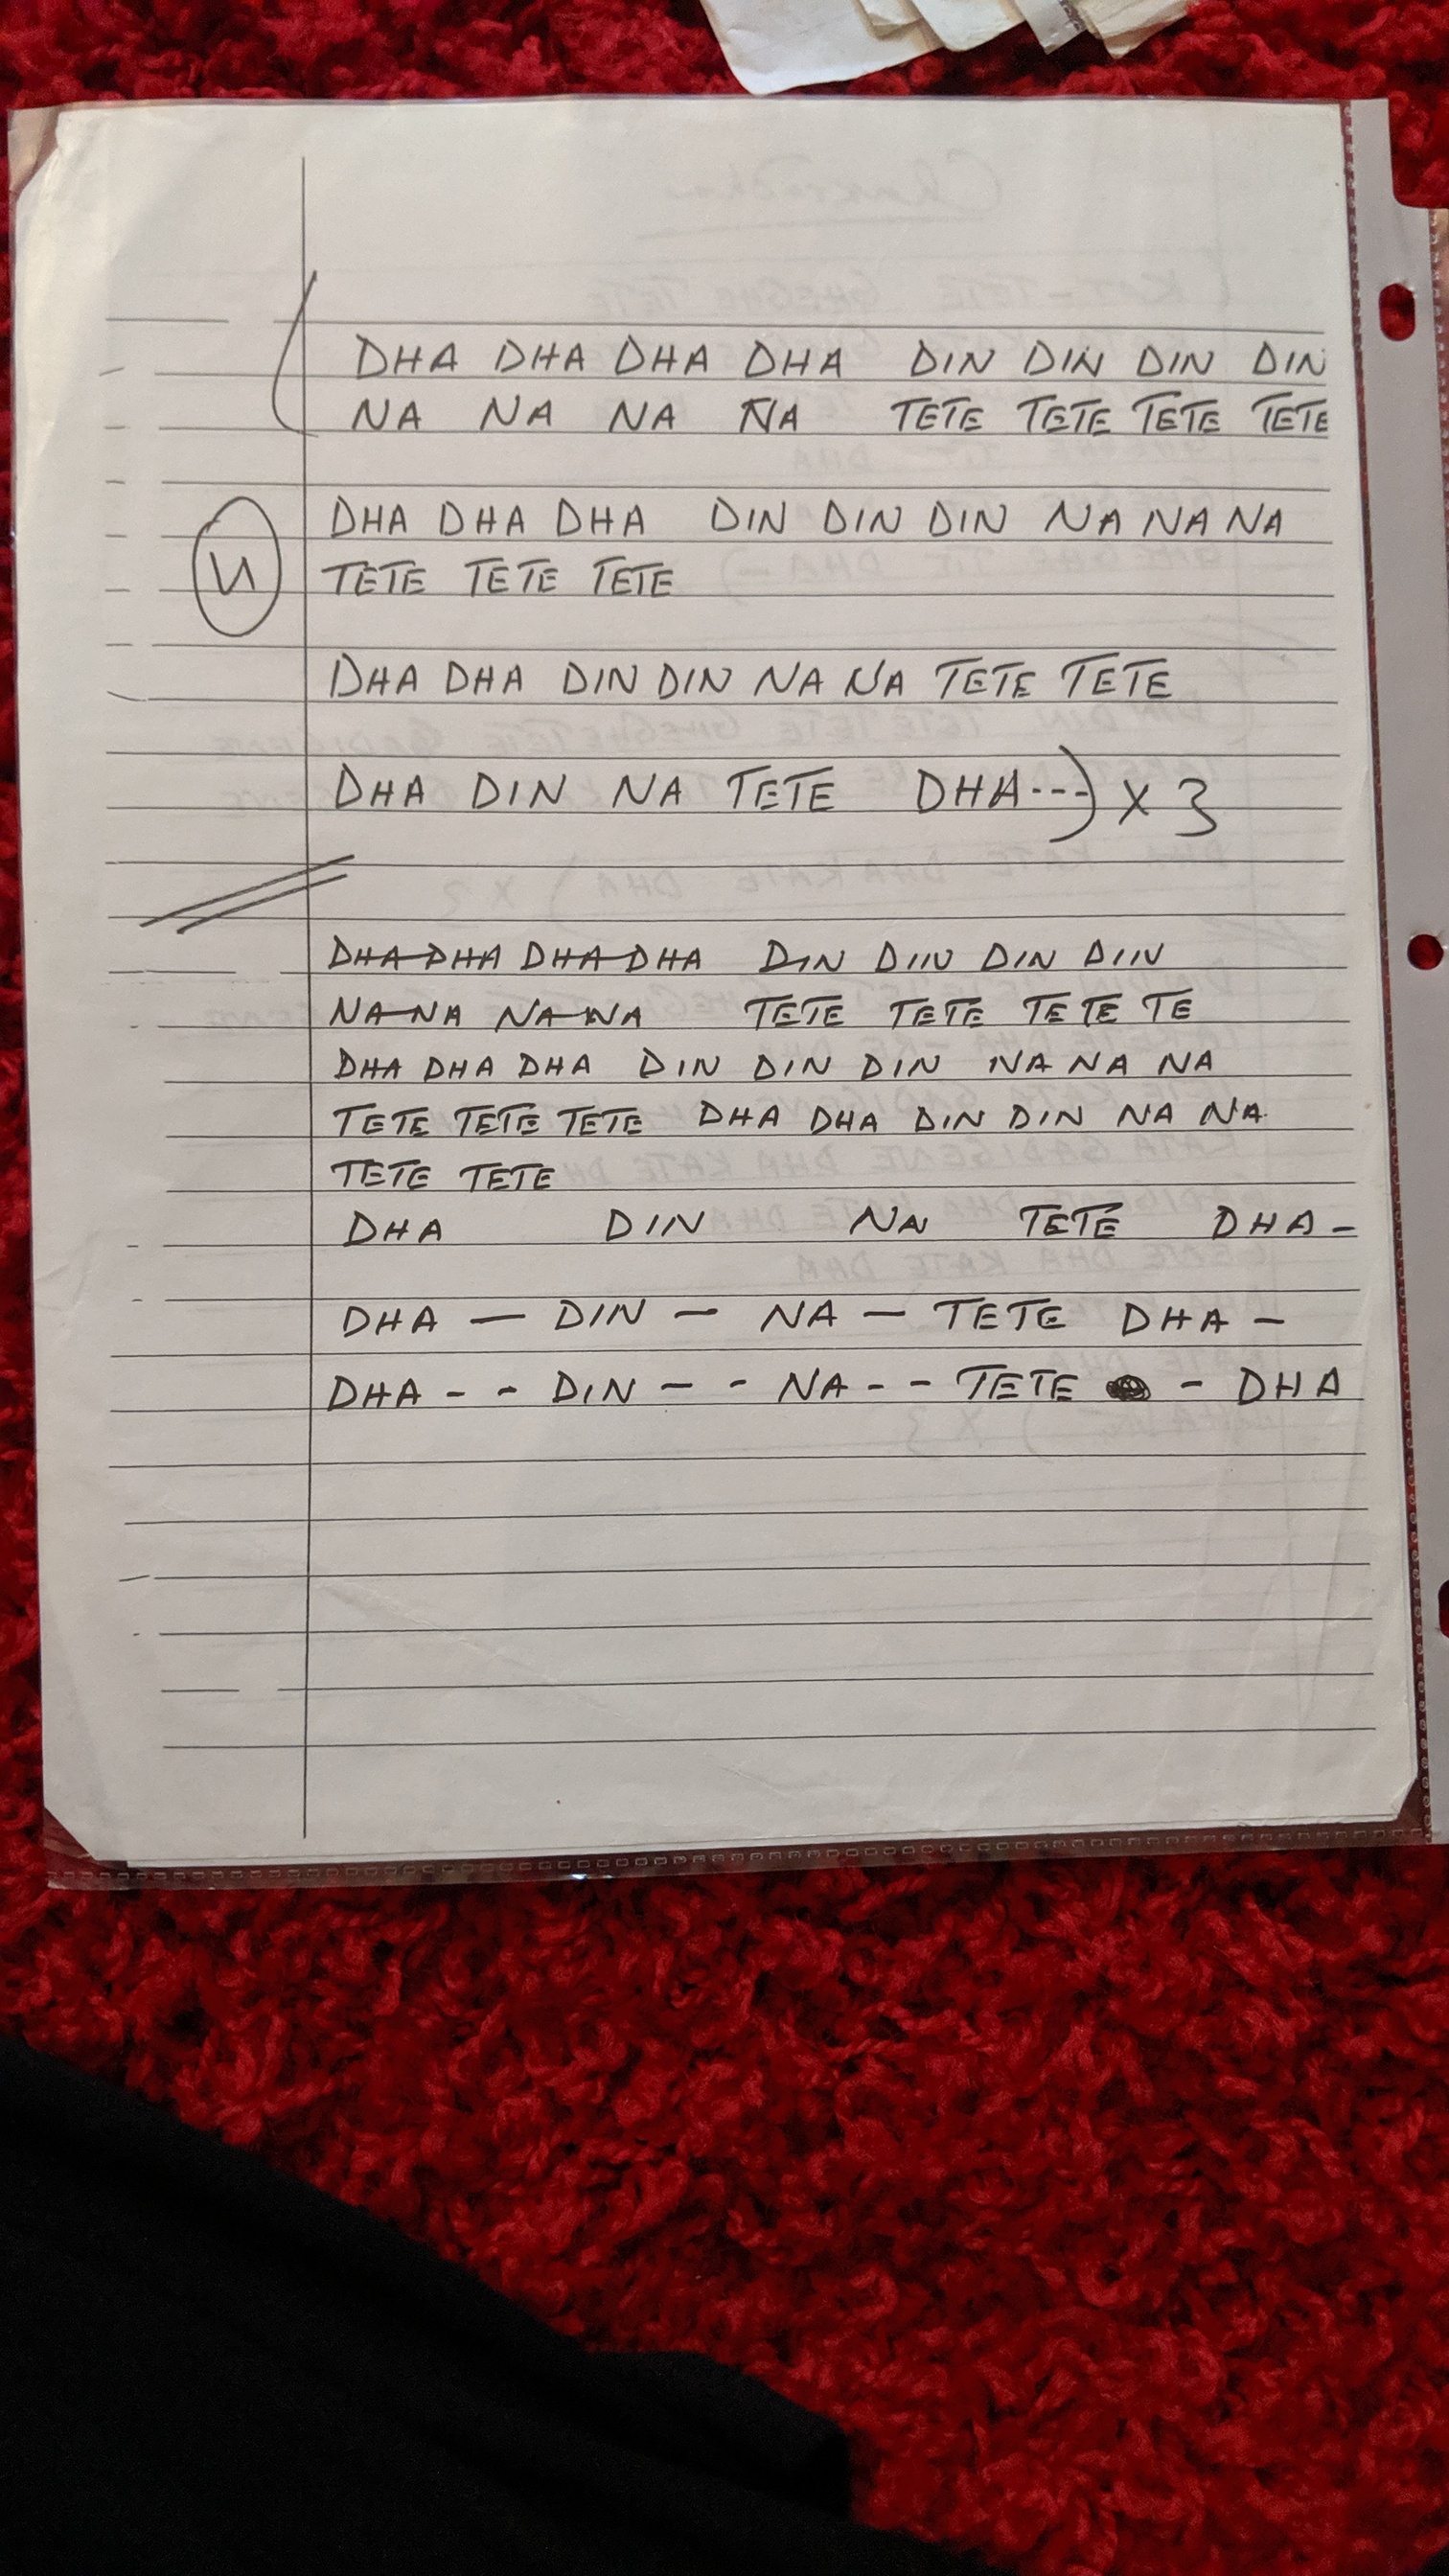 (DHA DHA DHA DHA DIN DIN DIN DIN
NA NA NA NA TETE TETE TETE TETE
DHA DHA DHA DIN DIN DIN NA NA NA
TETE TETE TETE
DHA DHA DIN DIN NA NA TETE TETE
DHA DIN NA TETE DHA---) X 3
DHA-DHA DHA-DHA DIN DIIN DIN DIIN
NA-NA NA-NA TETE TETE TETE TE
DHA DHA DHA DIN DIN DIN NA NA NA
TETE TETE TETE DHA DHA DIN DIN NA NA
TETE TETE
DHA DIN NA TETE DHA -
DHA — DIN — NA — TETE DHA -
DHA - - DIN - - NA - - TETE - DHA